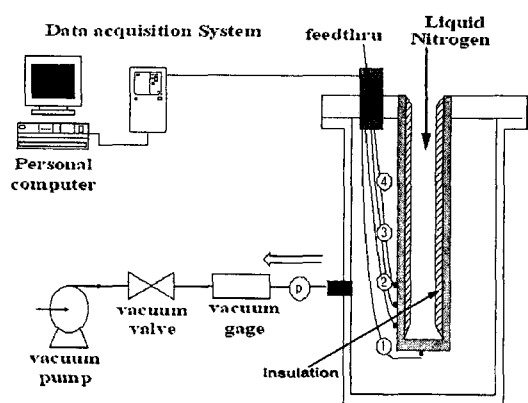 Data acquisition System
feedthru
Liquid
Nitrogen
Personal
computer
4
3
2
1
P
vacuum
valve
vacuum
gage
vacuum
pump
Insulation